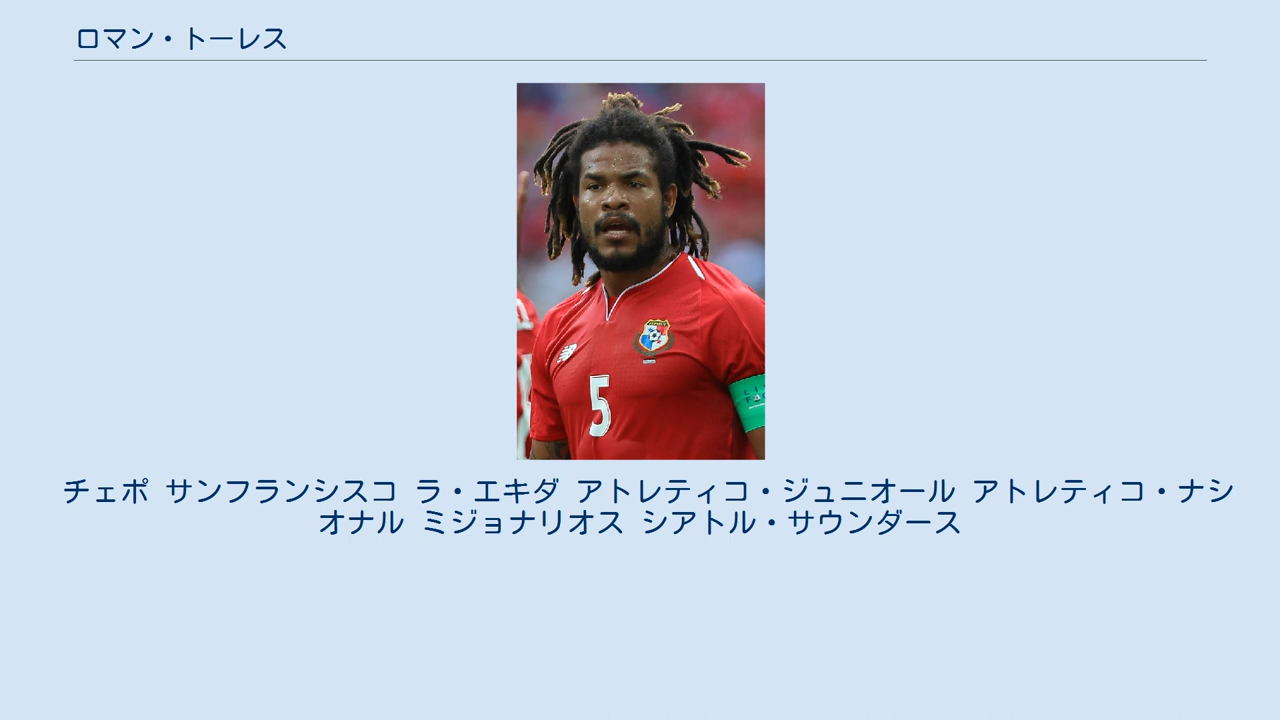 ロマン・トーレス
5
チェポ サンフランシスコ ラ・エキダ アトレティコ・ジュニオール アトレティコ・ナシ
オナル ミジョナリオス シアトル・サウンダース